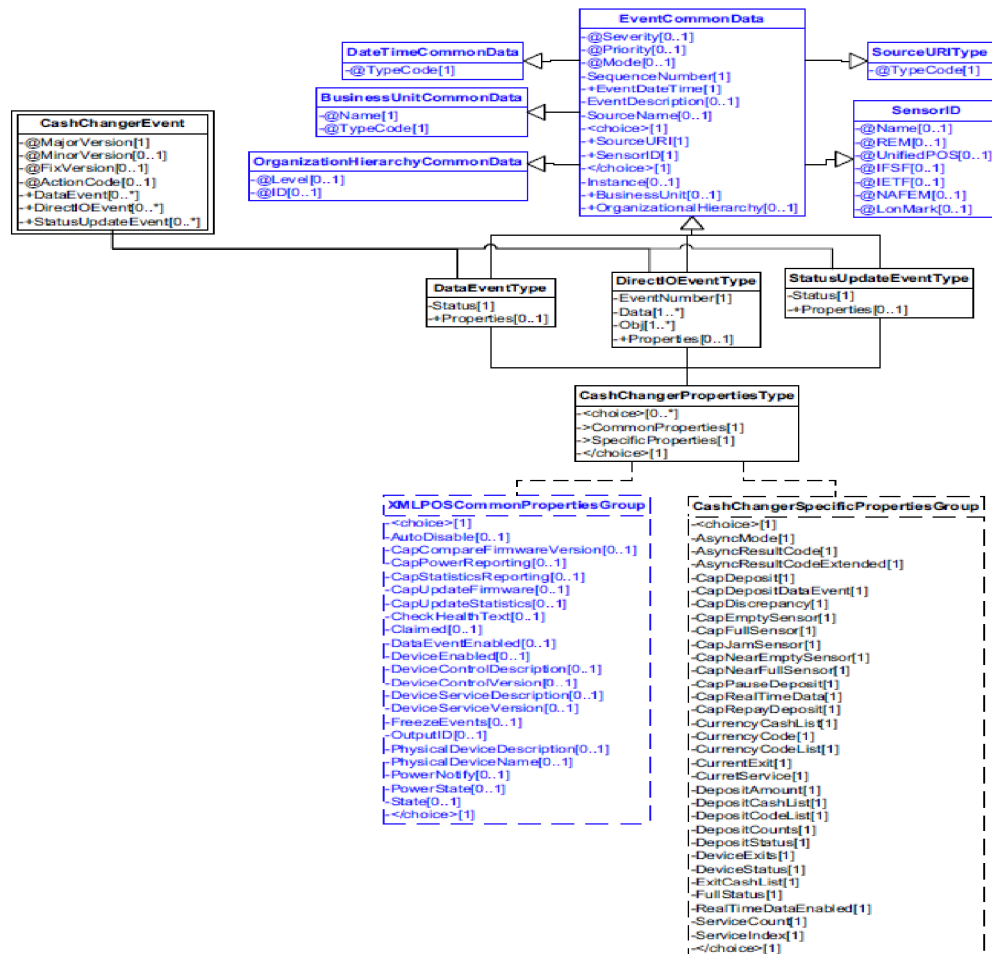 EventCommonData
-@Severity[0..1]
-@Priority[0..1]
-@Mode[0..1]
-SequenceNumber[1]
-+EventDateTime[1]
-EventDescription[0..1]
-SourceName[0..1]
-<choice>[1]
-+SourceURI[1]
-+SensorID[1]
-</choice>[1]
-Instance[0..1]
-+BusinessUnit[0..1]
-+OrganizationalHierarchy[0..1]
DateTimeCommonData
-@TypeCode[1]
SourceURIType
-@TypeCode[1]
BusinessUnitCommonData
-@Name[1]
-@TypeCode[1]
SensorID
-@Name[0..1]
-@REM[0..1]
-@UnifiedPOS[0..1]
-@IFSF[0..1]
-@IETF[0..1]
-@NAFEM[0..1]
-@LonMark[0..1]
CashChangerEvent
-@MajorVersion[1]
-@MinorVersion[0..1]
-@FixVersion[0..1]
-@ActionCode[0..1]
-+DataEvent[0..*]
-+DirectIOEvent[0..*]
-+StatusUpdateEvent[0..*]
OrganizationHierarchyCommonData
-@Level[0..1]
-@ID[0..1]
DataEventType
-Status[1]
-+Properties[0..1]
DirectIOEventType
-EventNumber[1]
-Data[1..*]
-Obj[1..*]
-+Properties[0..1]
StatusUpdateEventType
-Status[1]
-+Properties[0..1]
CashChangerPropertiesType
-<choice>[0..*]
->CommonProperties[1]
->SpecificProperties[1]
-</choice>[1]
XMLPOSCommonPropertiesGroup
-<choice>[1]
-AutoDisable[0..1]
-CapCompareFirmwareVersion[0..1]
-CapPowerReporting[0..1]
-CapStatisticsReporting[0..1]
-CapUpdateFirmware[0..1]
-CapUpdateStatistics[0..1]
-CheckHealthText[0..1]
-Claimed[0..1]
-DataEventEnabled[0..1]
-DeviceEnabled[0..1]
-DeviceControlDescription[0..1]
-DeviceControlVersion[0..1]
-DeviceServiceDescription[0..1]
-DeviceServiceVersion[0..1]
-FreezeEvents[0..1]
-OutputID[0..1]
-PhysicalDeviceDescription[0..1]
-PhysicalDeviceName[0..1]
-PowerNotify[0..1]
-PowerState[0..1]
-State[0..1]
-</choice>[1]
CashChangerSpecificPropertiesGroup
-<choice>[1]
-AsyncMode[1]
-AsyncResultCode[1]
-AsyncResultCodeExtended[1]
-CapDeposit[1]
-CapDepositDataEvent[1]
-CapDiscrepancy[1]
-CapEmptySensor[1]
-CapFullSensor[1]
-CapJamSensor[1]
-CapNearEmptySensor[1]
-CapNearFullSensor[1]
-CapPauseDeposit[1]
-CapRealTimeData[1]
-CapRepayDeposit[1]
-CurrencyCashList[1]
-CurrencyCode[1]
-CurrencyCodeList[1]
-CurrentExit[1]
-CurretService[1]
-DepositAmount[1]
-DepositCashList[1]
-DepositCodeList[1]
-DepositCounts[1]
-DepositStatus[1]
-DeviceExits[1]
-DeviceStatus[1]
-ExitCashList[1]
-FullStatus[1]
-RealTimeDataEnabled[1]
-ServiceCount[1]
-ServiceIndex[1]
-</choice>[1]